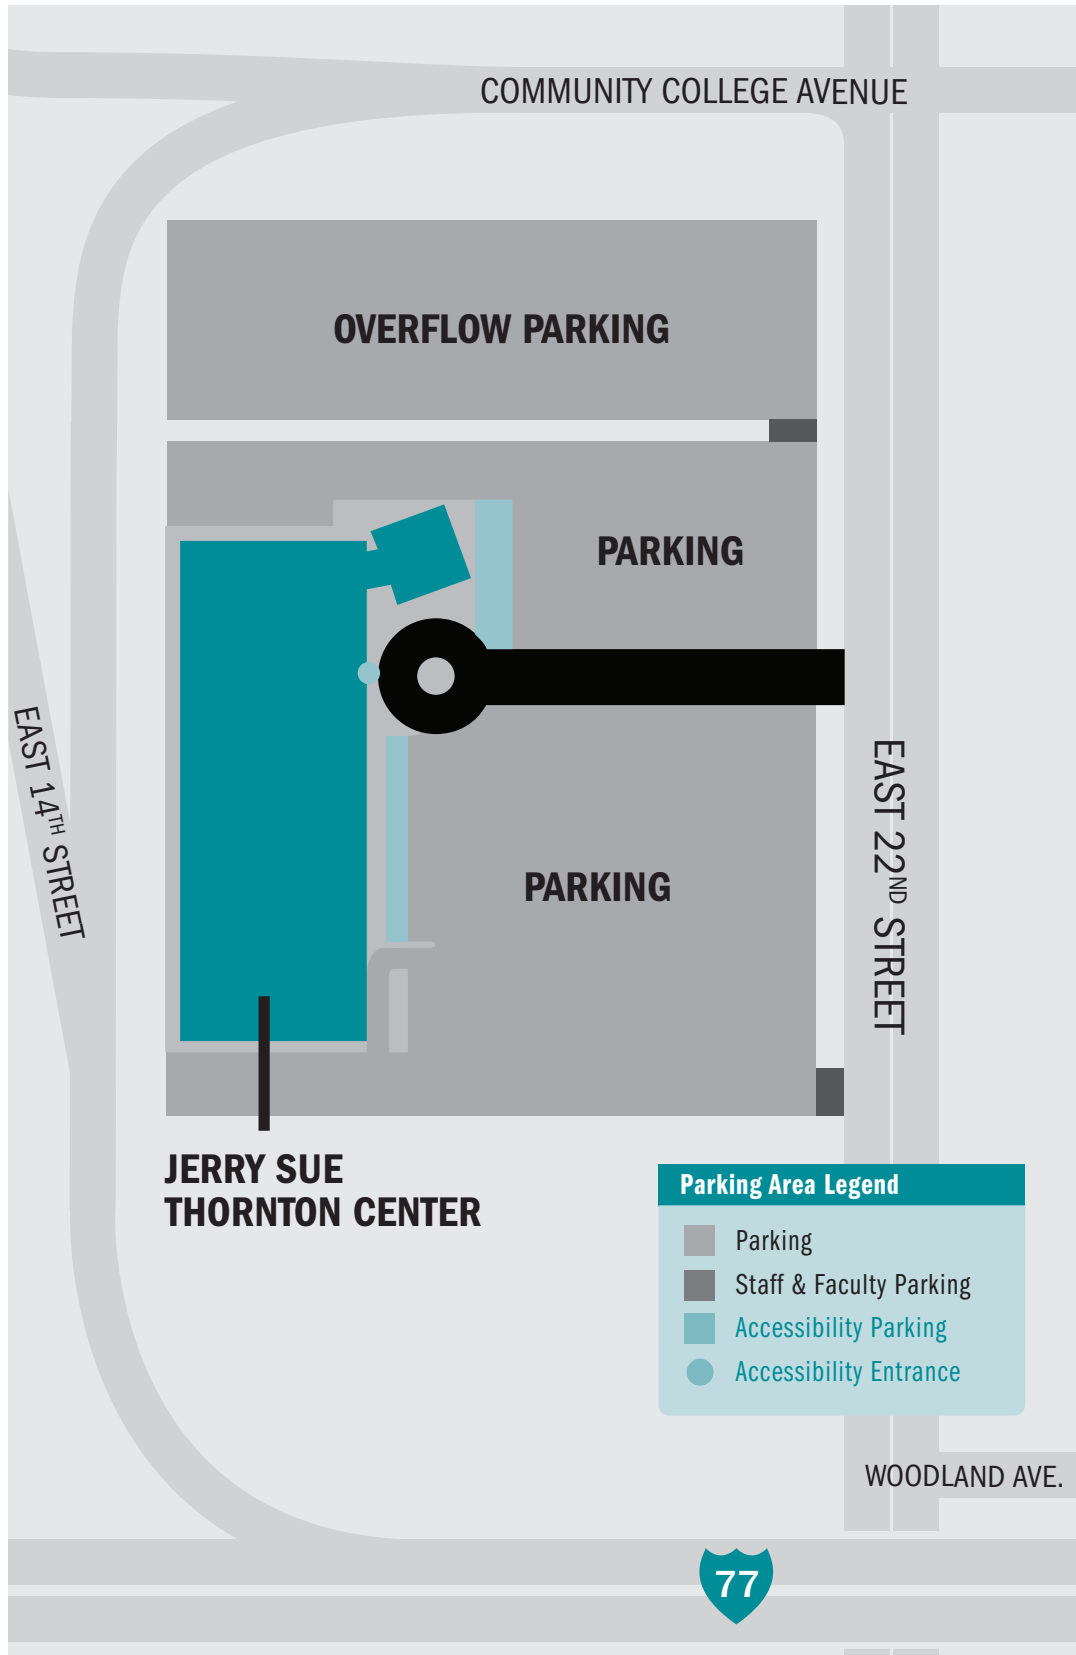 COMMUNITY COLLEGE AVENUE
OVERFLOW PARKING
PARKING
EAST 14TH STREET
EAST 22ND STREET
PARKING
JERRY SUE
THORNTON CENTER
Parking Area Legend
Parking
Staff & Faculty Parking
Accessibility Parking
Accessibility Entrance
WOODLAND AVE.
77